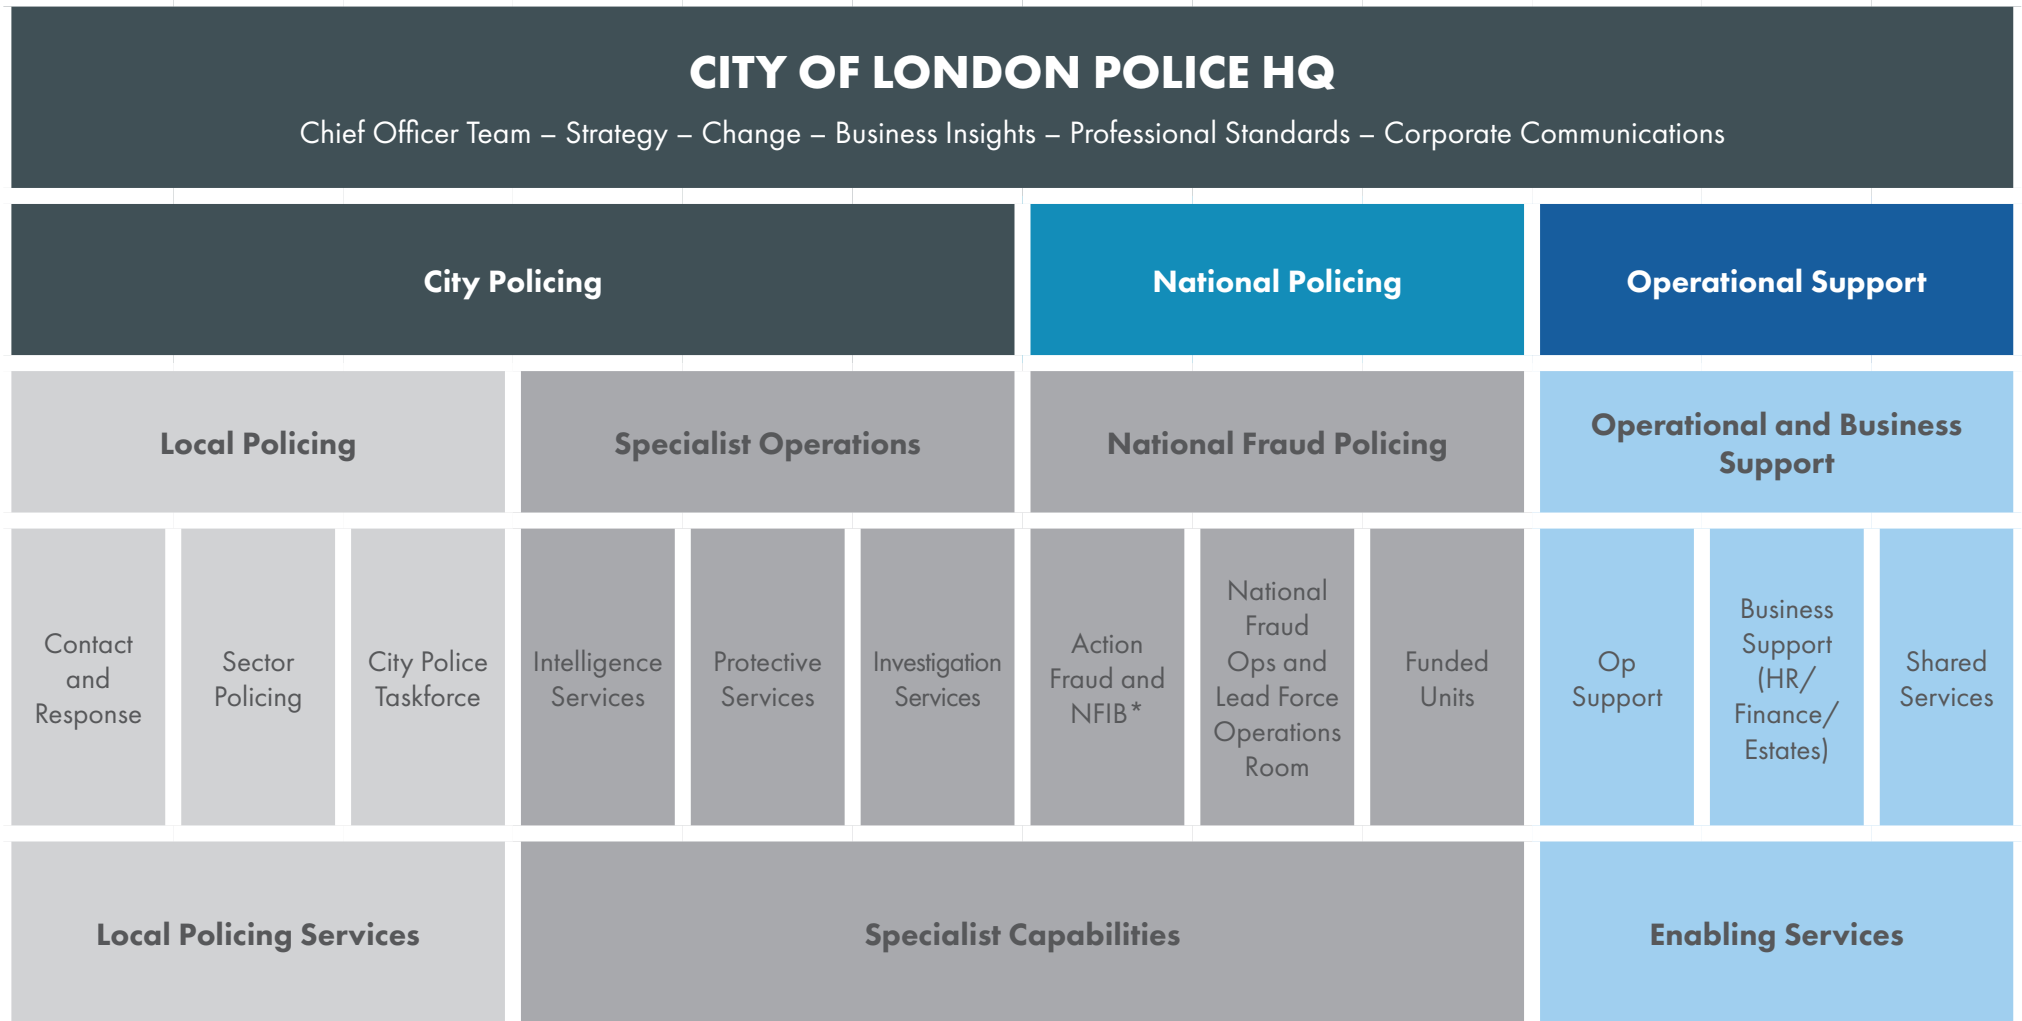 CITY OF LONDON POLICE HQ
Chief Officer Team – Strategy – Change – Business Insights – Professional Standards – Corporate Communications
City Policing
National Policing
Operational Support
Local Policing
Specialist Operations
National Fraud Policing
Operational and Business
Support
Contact
and
Response
Sector
Policing
City Police
Taskforce
Intelligence
Services
Protective
Services
Investigation
Services
Action
Fraud and
NFIB*
National
Fraud
Ops and
Lead Force
Operations
Room
Funded
Units
Op
Support
Business
Support
(HR/
Finance/
Estates)
Shared
Services
Local Policing Services
Specialist Capabilities
Enabling Services